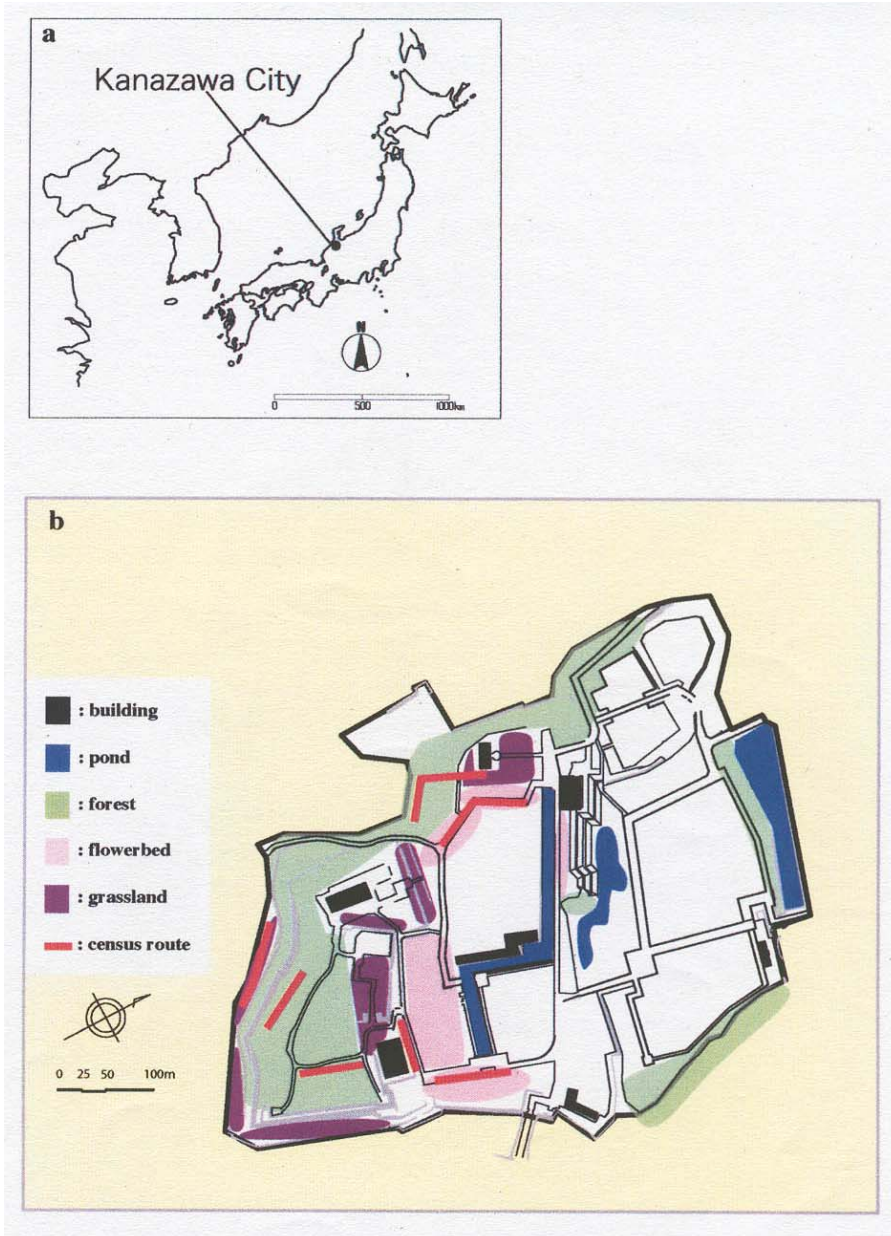 a
Kanazawa City
N
0 500 1000km
b
: building
: pond
: forest
: flowerbed
: grassland
: census route
0 25 50 100m